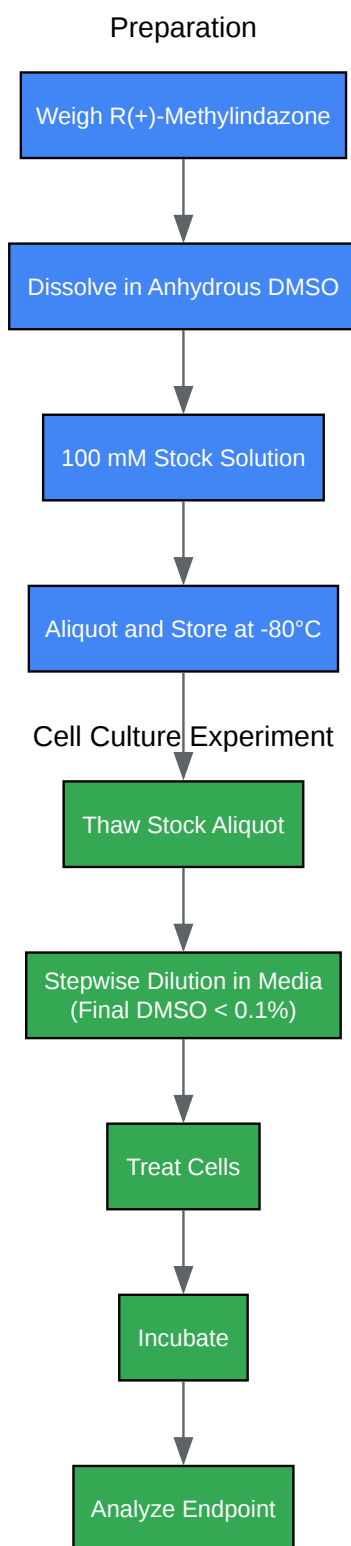 Preparation
Weigh R(+)-Methylindazone
Dissolve in Anhydrous DMSO
100 mM Stock Solution
Aliquot and Store at -80°C
Cell Culture Experiment
Thaw Stock Aliquot
Stepwise Dilution in Media
(Final DMSO < 0.1%)
Treat Cells
Incubate
Analyze Endpoint